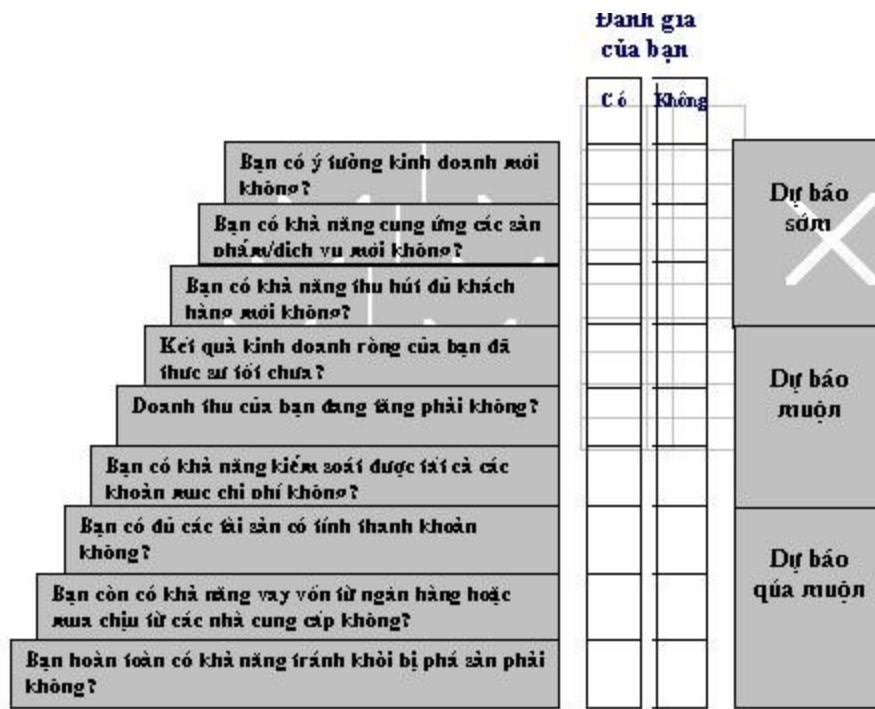 Đánh giá
của bạn
Có Không
Bạn có ý tưởng kinh doanh mới
không?
Bạn có khả năng cung ứng các sản
phẩm/dịch vụ mới không?
Bạn có khả năng thu hút đủ khách
hàng mới không?
Dự báo
sớm
Kết quả kinh doanh ròng của bạn đã
thực sự tốt chưa?
Doanh thu của bạn đang tăng phải không?
Bạn có khả năng kiểm soát được tất cả các
khoản mục chi phí không?
Dự báo
muộn
Bạn có đủ các tài sản có tính thanh khoản
không?
Bạn còn có khả năng vay vốn từ ngân hàng hoặc
mua chịu từ các nhà cung cấp không?
Bạn hoàn toàn có khả năng tránh khỏi bị phá sản phải
không?
Dự báo
qúa muộn